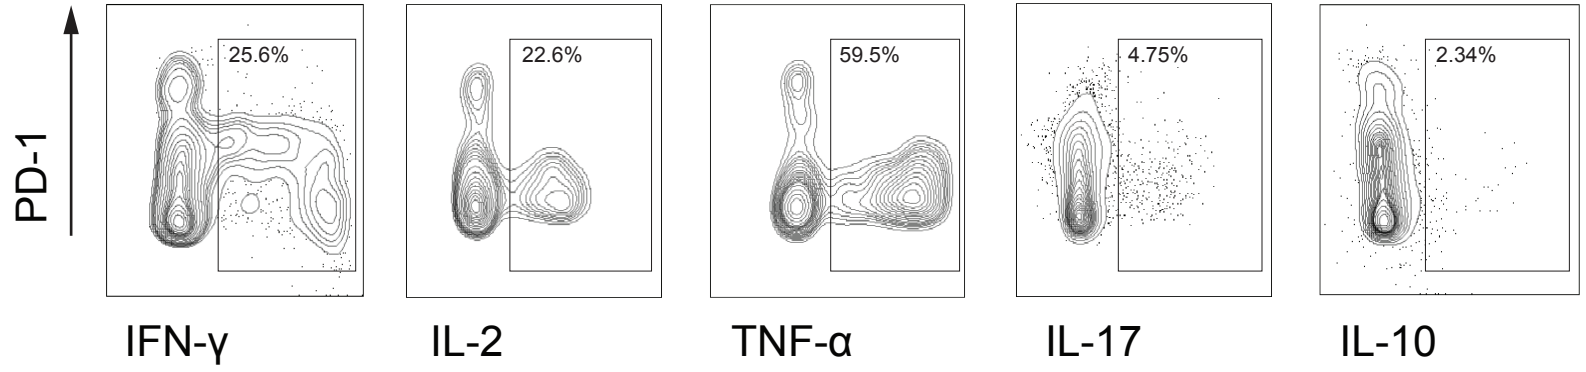 PD-1
25.6%
22.6%
59.5%
4.75%
2.34%
IFN-γ
IL-2
TNF-α
IL-17
IL-10